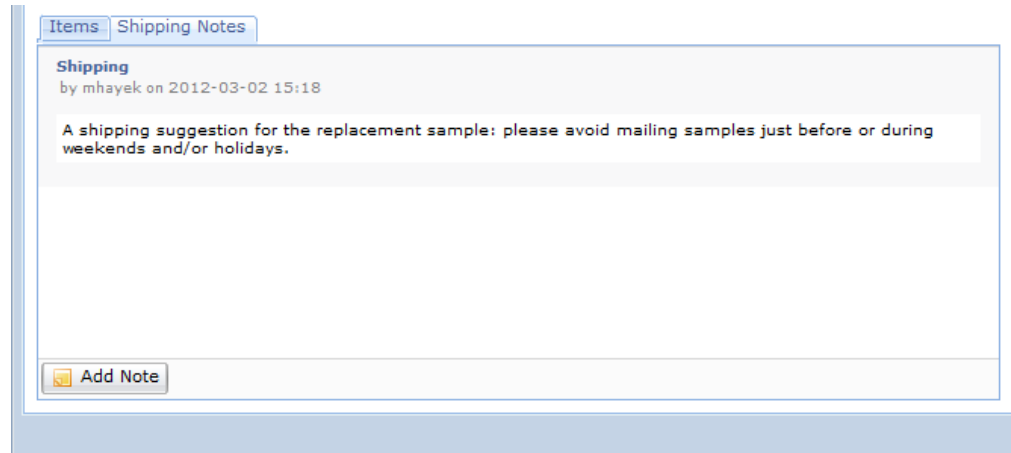 Items Shipping Notes
Shipping
by mhayek on 2012-03-02 15:18
A shipping suggestion for the replacement sample: please avoid mailing samples just before or during
weekends and/or holidays.
Add Note